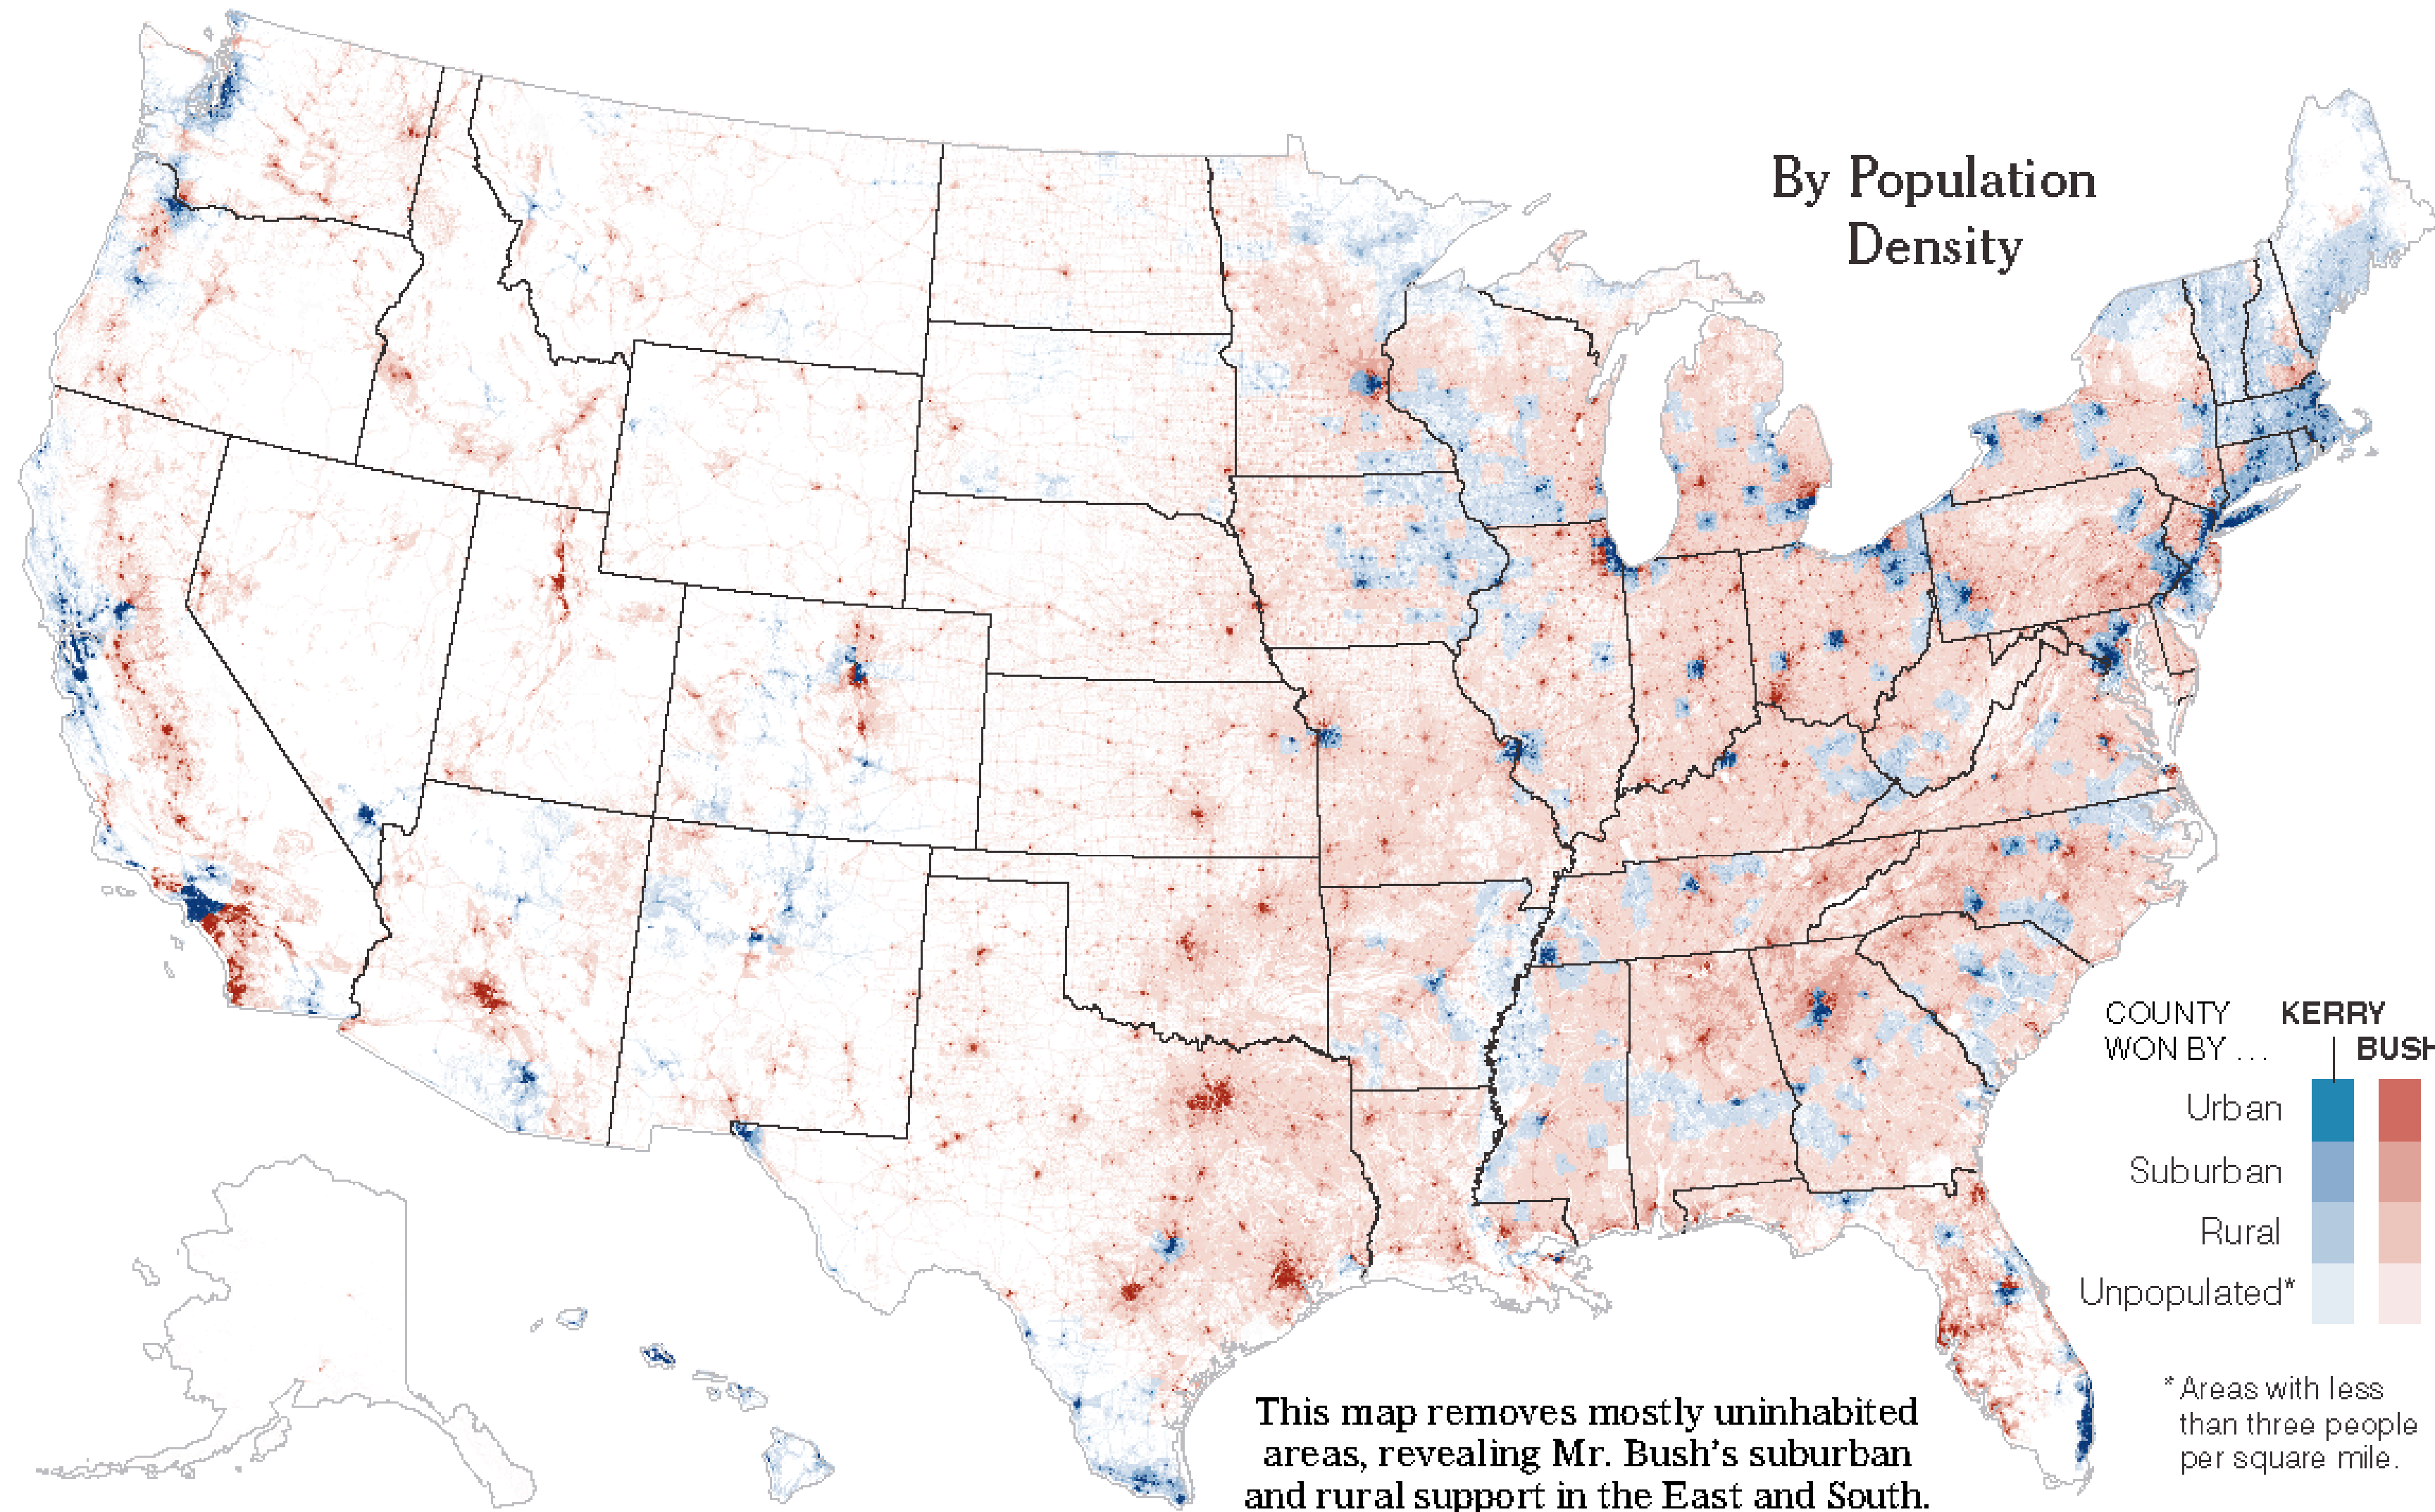 By Population
Density
COUNTY KERRY
WON BY ... BUSH
Urban
Suburban
Rural
Unpopulated*
* Areas with less
than three people
per square mile.
This map removes mostly uninhabited
areas, revealing Mr. Bush's suburban
and rural support in the East and South.